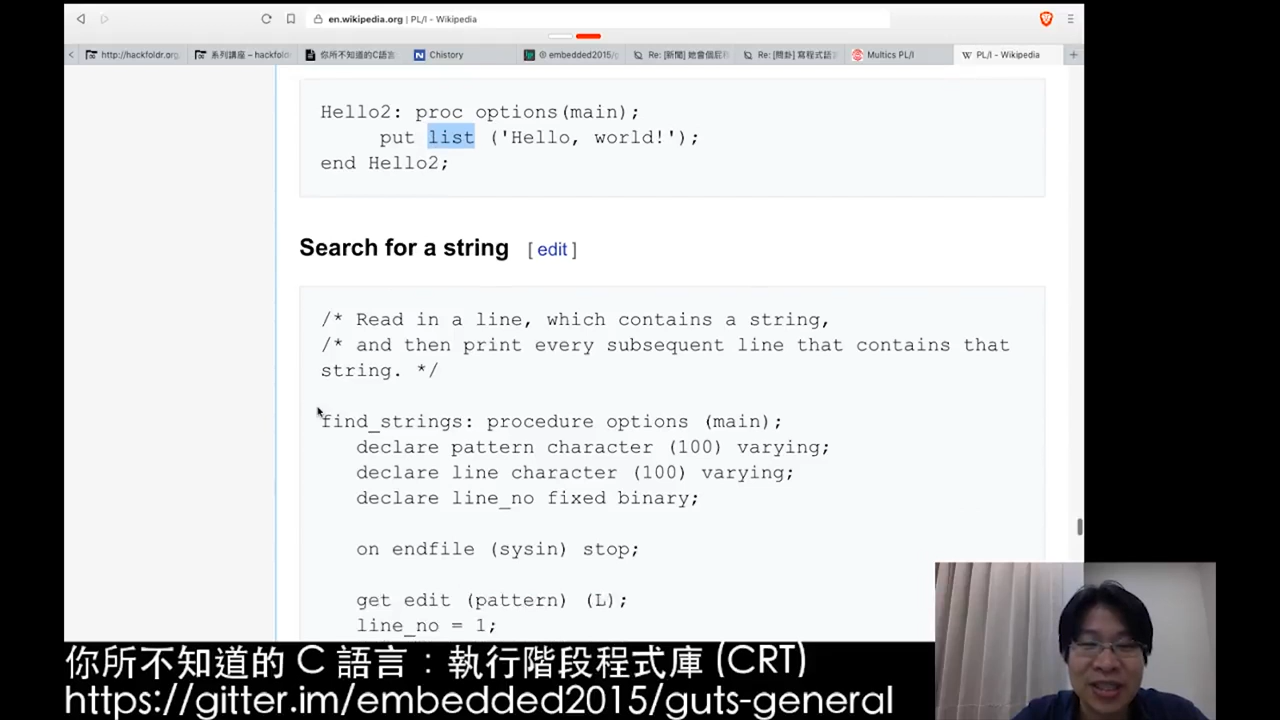 en.wikipedia.org | PL/I - Wikipedia
http://hackfoldr.org
系列講座 – hackfol
你所不知道的C語言
Chistory
embedded2015/g
Re: [新聞] 她會個屁
Re: [問卦] 寫程式語
Multics PL/I
PL/I - Wikipedia
Hello2: proc options(main);
put list ('Hello, world!');
end Hello2;
Search for a string [ edit ]
/* Read in a line, which contains a string,
/* and then print every subsequent line that contains that
string. */
find_strings: procedure options (main);
declare pattern character (100) varying;
declare line character (100) varying;
declare line_no fixed binary;
on endfile (sysin) stop;
get edit (pattern) (L);
line_no = 1;
你所不知道的 C 語言：執行階段程式庫 (CRT)
https://gitter.im/embedded2015/guts-general